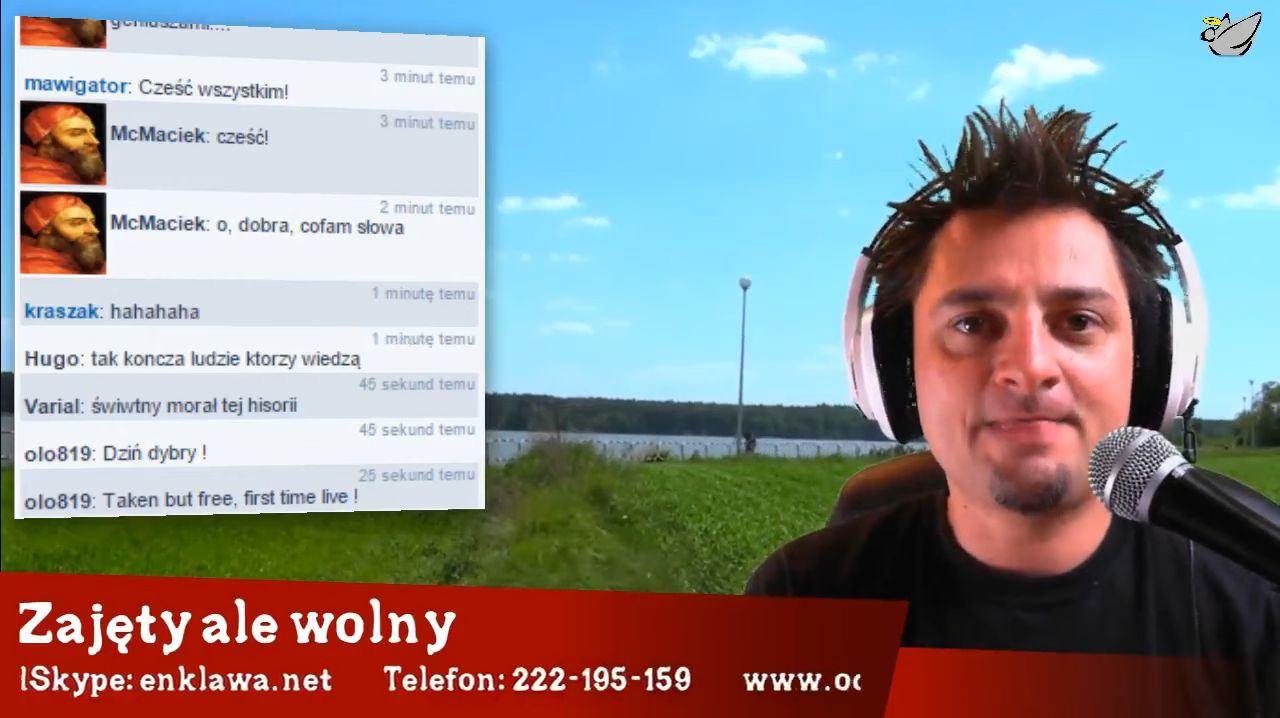 geniuszami....
3 minut temu
mawigator: Cześć wszystkim!
3 minut temu
McMaciek: cześć!
2 minut temu
McMaciek: o, dobra, cofam słowa
1 minutę temu
kraszak: hahahaha
1 minutę temu
Hugo: tak koncza ludzie ktorzy wiedzą
45 sekund temu
Varial: świwtny morał tej hisorii
45 sekund temu
olo819: Dziń dybry !
25 sekund temu
olo819: Taken but free, first time live !
Zajęty ale wolny
Skype: enklawa.net Telefon: 222-195-159 www.oc